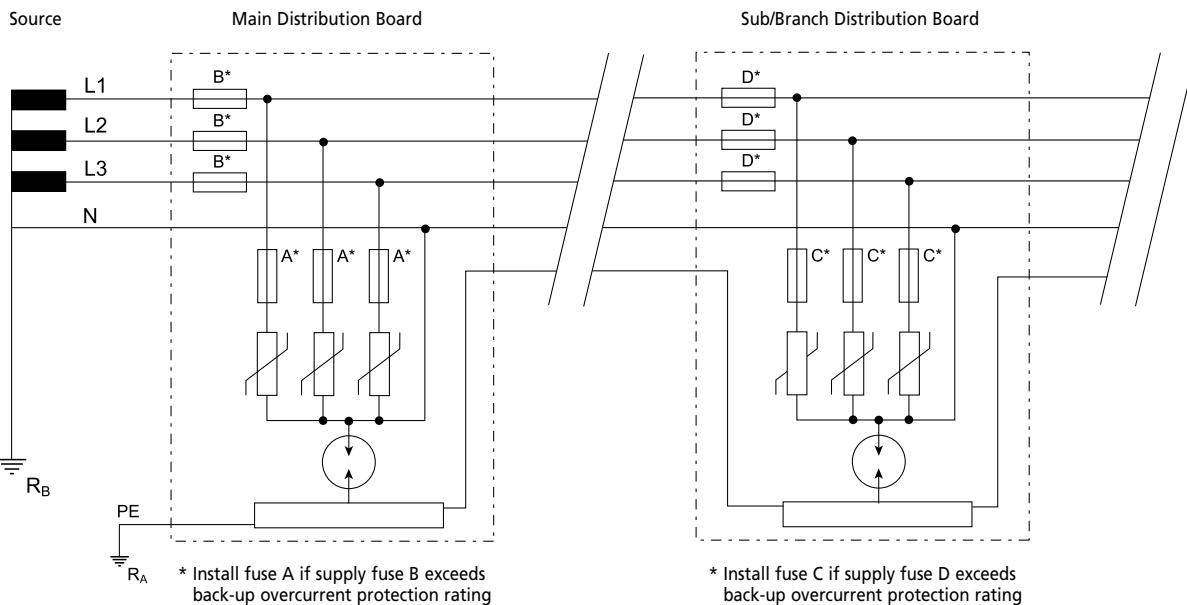 Source
Main Distribution Board
Sub/Branch Distribution Board
L1
B*
D*
L2
B*
D*
L3
B*
D*
N
A*
A*
A*
C*
C*
C*
RB
PE
RA
* Install fuse A if supply fuse B exceeds
back-up overcurrent protection rating
* Install fuse C if supply fuse D exceeds
back-up overcurrent protection rating